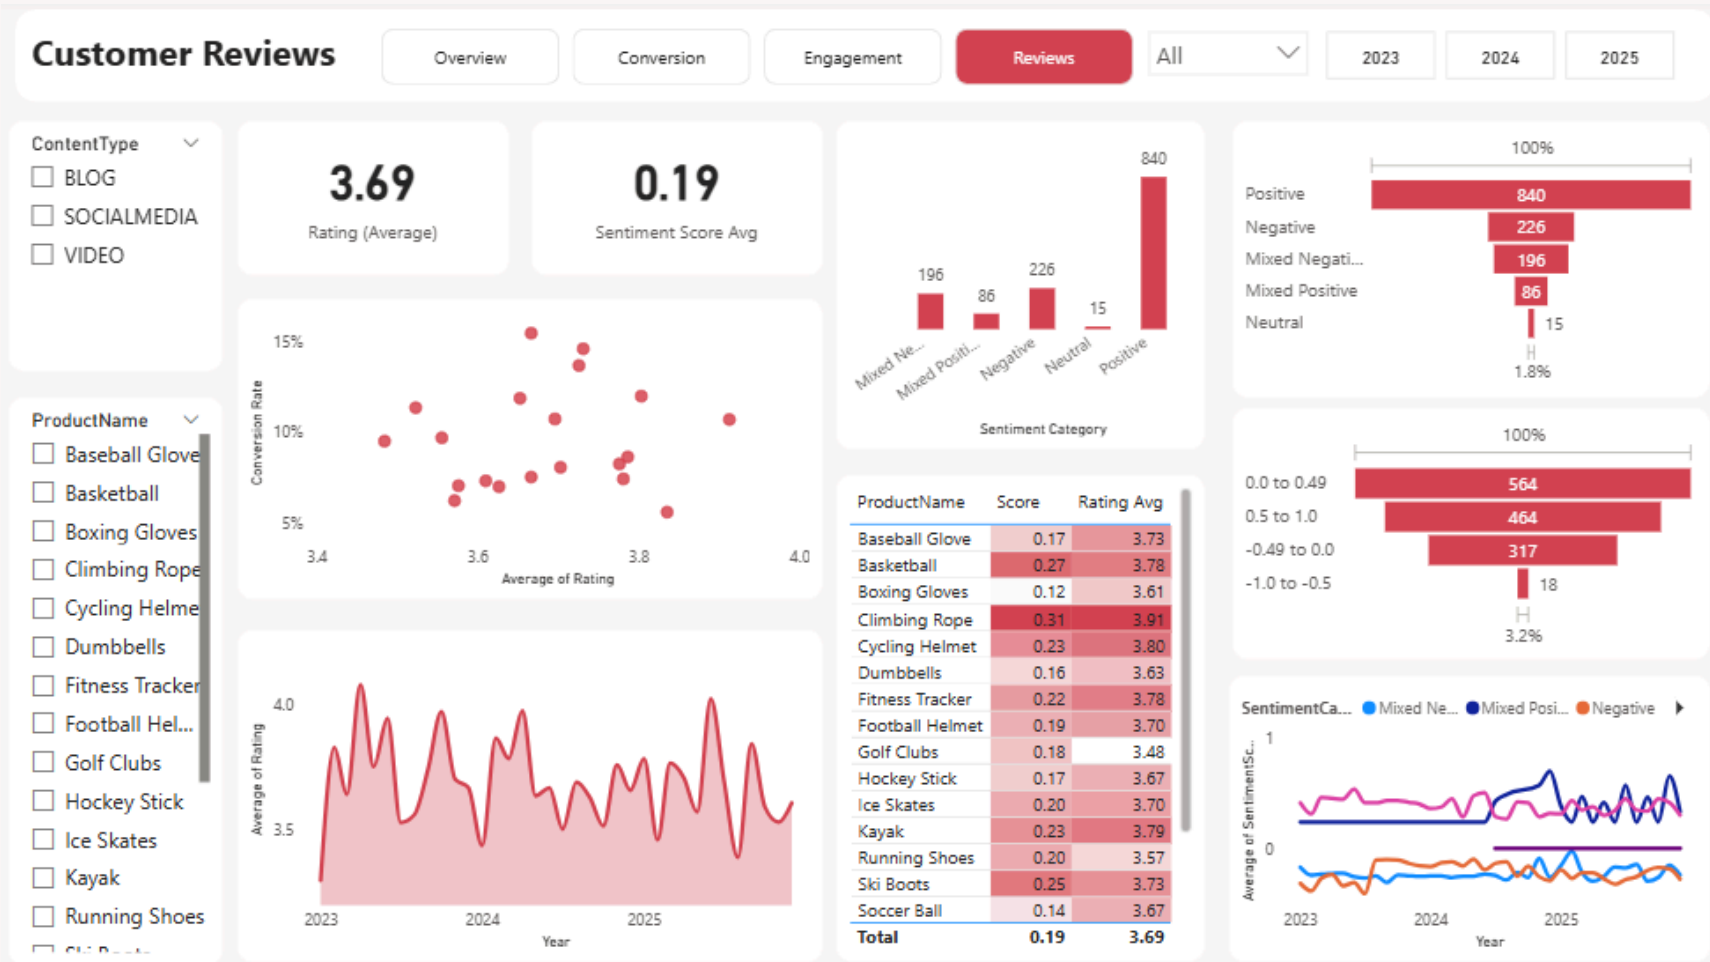 Customer Reviews
Overview
Conversion
Engagement
Reviews
All
2023
2024
2025
ContentType
BLOG
SOCIALMEDIA
VIDEO
ProductName
Baseball Glove
Basketball
Boxing Gloves
Climbing Rope
Cycling Helme
Dumbbells
Fitness Tracker
Football Hel...
Golf Clubs
Hockey Stick
Ice Skates
Kayak
Running Shoes
3.69
Rating (Average)
0.19
Sentiment Score Avg
Conversion Rate
15%
10%
5%
3.4 3.6 3.8 4.0
Average of Rating
Average of Rating
4.0
3.5
2023 2024 2025
Year
196 86 226 15 840
Mixed Ne... Mixed Positi... Negative Neutral Positive
Sentiment Category
ProductName Score Rating Avg
Baseball Glove 0.17 3.73
Basketball 0.27 3.78
Boxing Gloves 0.12 3.61
Climbing Rope 0.31 3.91
Cycling Helmet 0.23 3.80
Dumbbells 0.16 3.63
Fitness Tracker 0.22 3.78
Football Helmet 0.19 3.70
Golf Clubs 0.18 3.48
Hockey Stick 0.17 3.67
Ice Skates 0.20 3.70
Kayak 0.23 3.79
Running Shoes 0.20 3.57
Ski Boots 0.25 3.73
Soccer Ball 0.14 3.67
Total 0.19 3.69
100%
Positive 840
Negative 226
Mixed Negati... 196
Mixed Positive 86
Neutral 15
1.8%
100%
0.0 to 0.49 564
0.5 to 1.0 464
-0.49 to 0.0 317
-1.0 to -0.5 18
3.2%
SentimentCa... Mixed Ne... Mixed Posi... Negative
Average of SentimentSc...
1
0
2023 2024 2025
Year